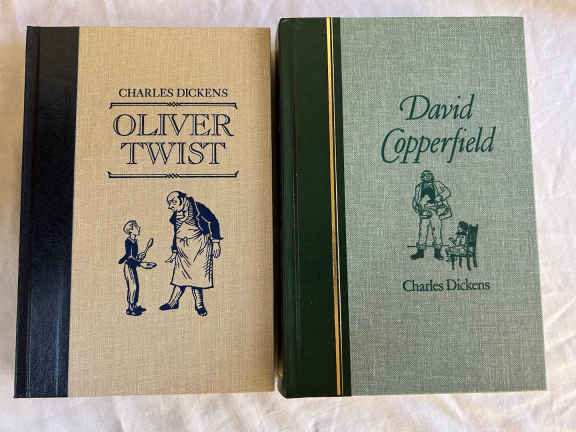 CHARLES DICKENS
OLIVER
TWIST
David
Copperfield
Charles Dickens